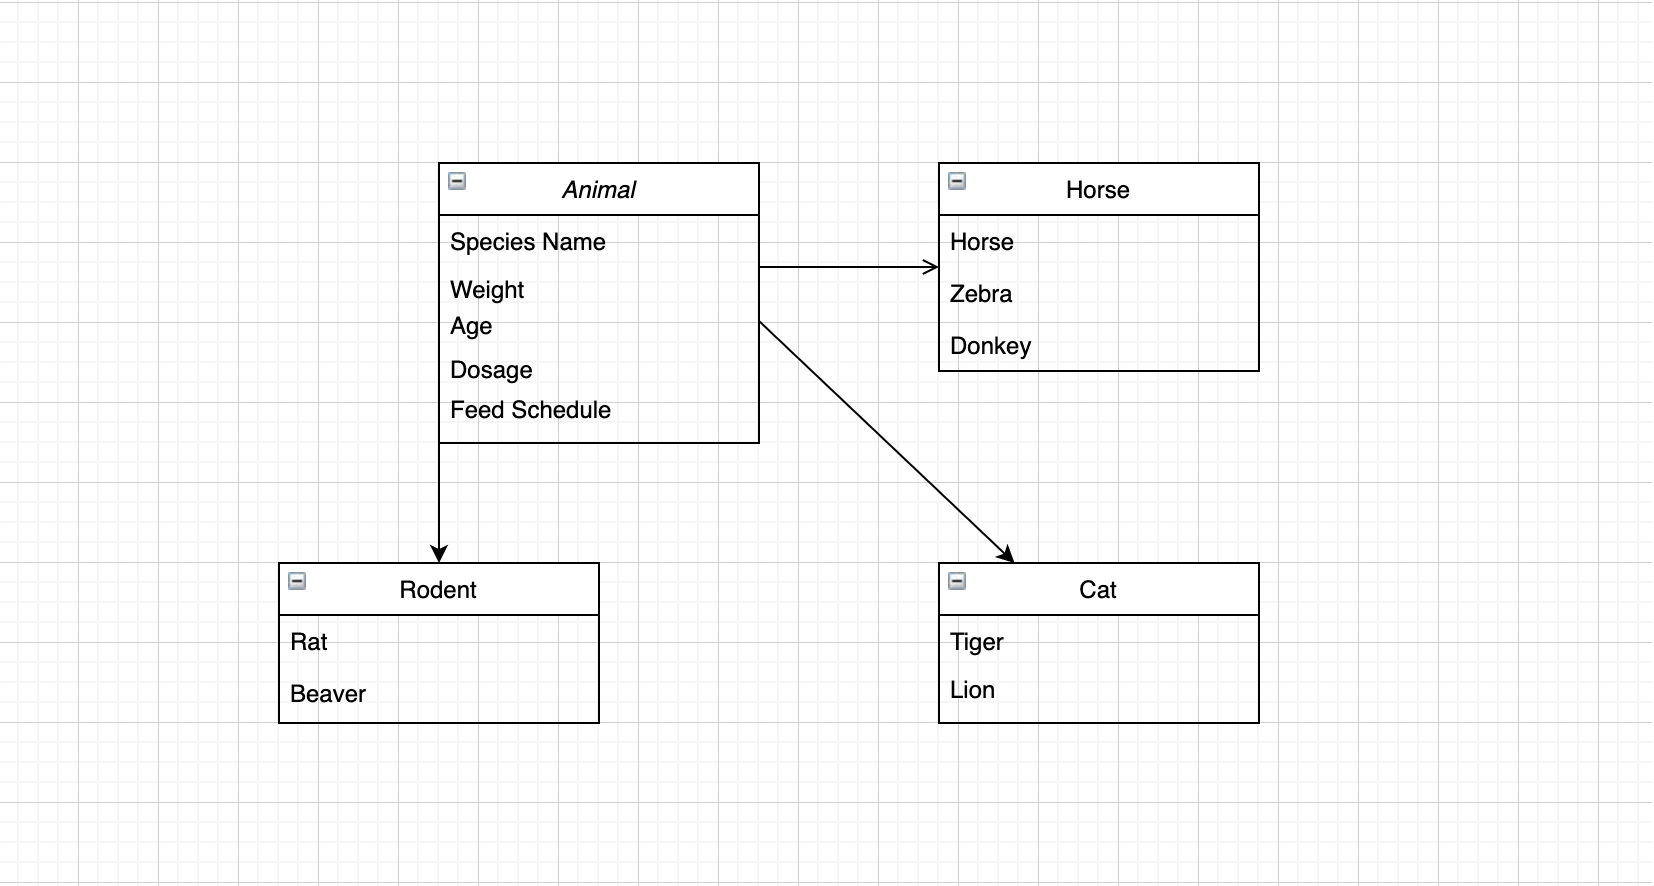 Animal
Species Name
Weight
Age
Dosage
Feed Schedule
Horse
Horse
Zebra
Donkey
Rodent
Rat
Beaver
Cat
Tiger
Lion